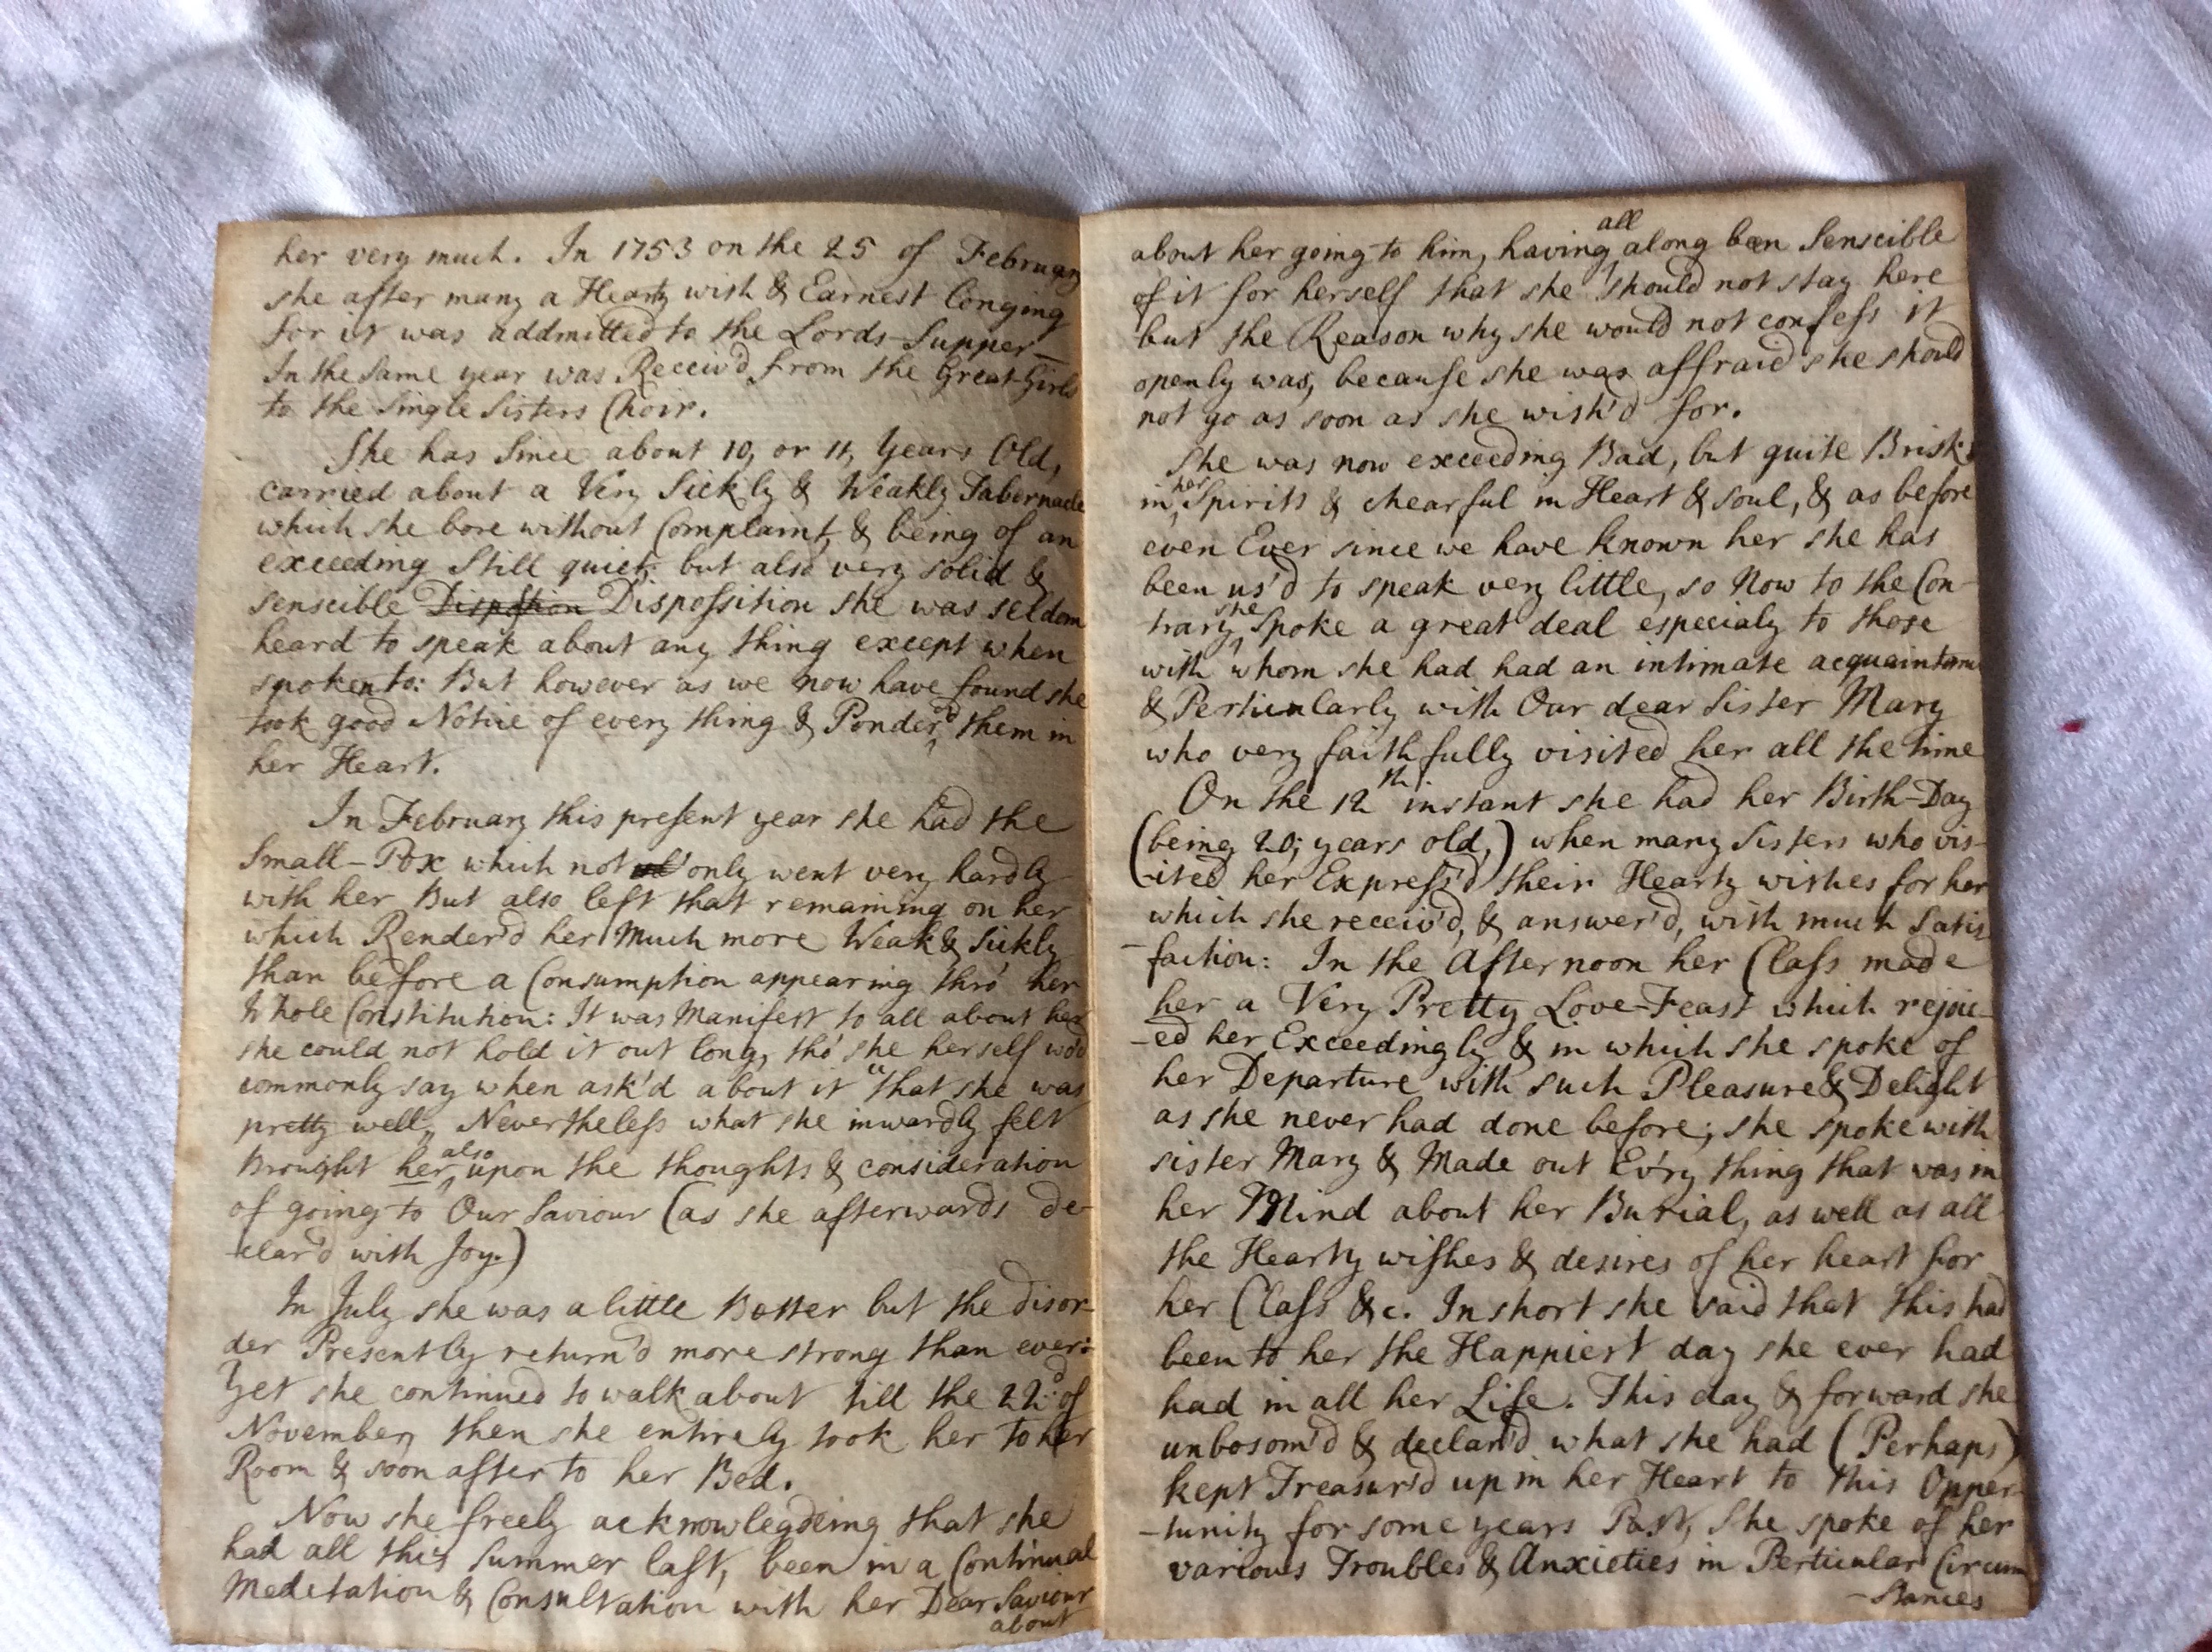 her very much. In 1753 on the 25 of February
she after many a Hearty wish & Earnest longing
for it was addmitted to the Lords-Supper—
In the Same year was Receiv'd from the Great Girls
to the Single Sisters Choir.
She has Since about 10, or 11, Years Old,
carried about a Very Sickly & Weakly Tabernacle
which she bore without Complaint, & being of an
exceeding Still quiet, but also very solid &
senscible Dispostion Dispossition she was seldom
heard to speak about any thing except when
spoken to: But however as we now have found she
took good Notice of every thing & Ponder'd them in
her Heart.
In February this present year she had the
Small-Pox which not only went very hardly
with her But also left that remaining on her
which Render'd her Much more Weak & Sickly
than before a Consumption appearing thro' her
Whole Constitution: It was Manifest to all about her
she could not hold it out long, tho' she herself wo'd
commonly say when ask'd about it "that she was
pretty well,, Nevertheless what she inwardly felt
Brought her also upon the thoughts & consideration
of going to Our Saviour (as she afterwards de-
-clar'd with Joy.)
In July she was a little Better but the disor-
der Presently return'd more strong than ever:
Yet she continued to walk about till the 22d of
November, then she entirely took her to her
Room & soon after to her Bed.
Now she freely acknowlegdeing that she
had all this Summer last, been in a Continual
Meditation & Consultation with her Dear Saviour
about
about her going to him, having all along been Senscible
of it for herself that she should not stay here
but the Reason why she would not confess it
openly was, because she was affraid she should
not go as soon as she wish'd for.
She was now exceeding Bad, but quite Brisk
in her Spirits & chearful in Heart & Soul, & as before
even Ever since we have known her she has
been us'd to speak very little, so Now to the Con-
trary she Spoke a great deal especialy to those
with whom she had had an intimate acquaintance
& Perticularly with Our dear Sister Mary
who very faithfully visited her all the time
On the 12th instant she had her Birth-Day
(being 20; years old,) when many Sisters who vis-
-ited her Express'd their Hearty wishes for her
which she receiv'd, & answer'd, with much Satis-
-faction: In the Afternoon her Class made
her a Very Pretty Love-Feast which rejoic-
-ed her Exceedingly & in which she spoke of
her Departure with such Pleasure & Delight
as she never had done before; she spoke with
sister Mary & Made out Ev'ry thing that was in
her Mind about her Burial, as well as all
the Hearty wishes & desires of her heart for
her Class &c. In short she said that this had
been to her the Happiest day she ever had
had in all her Life. This day & forward she
unbosom'd & declar'd what she had (Perhaps)
kept Treasur'd up in her Heart to this Opper-
-tunity for some years Past, She spoke of her
various Troubles & Anxieties in Perticular Circum
-stances